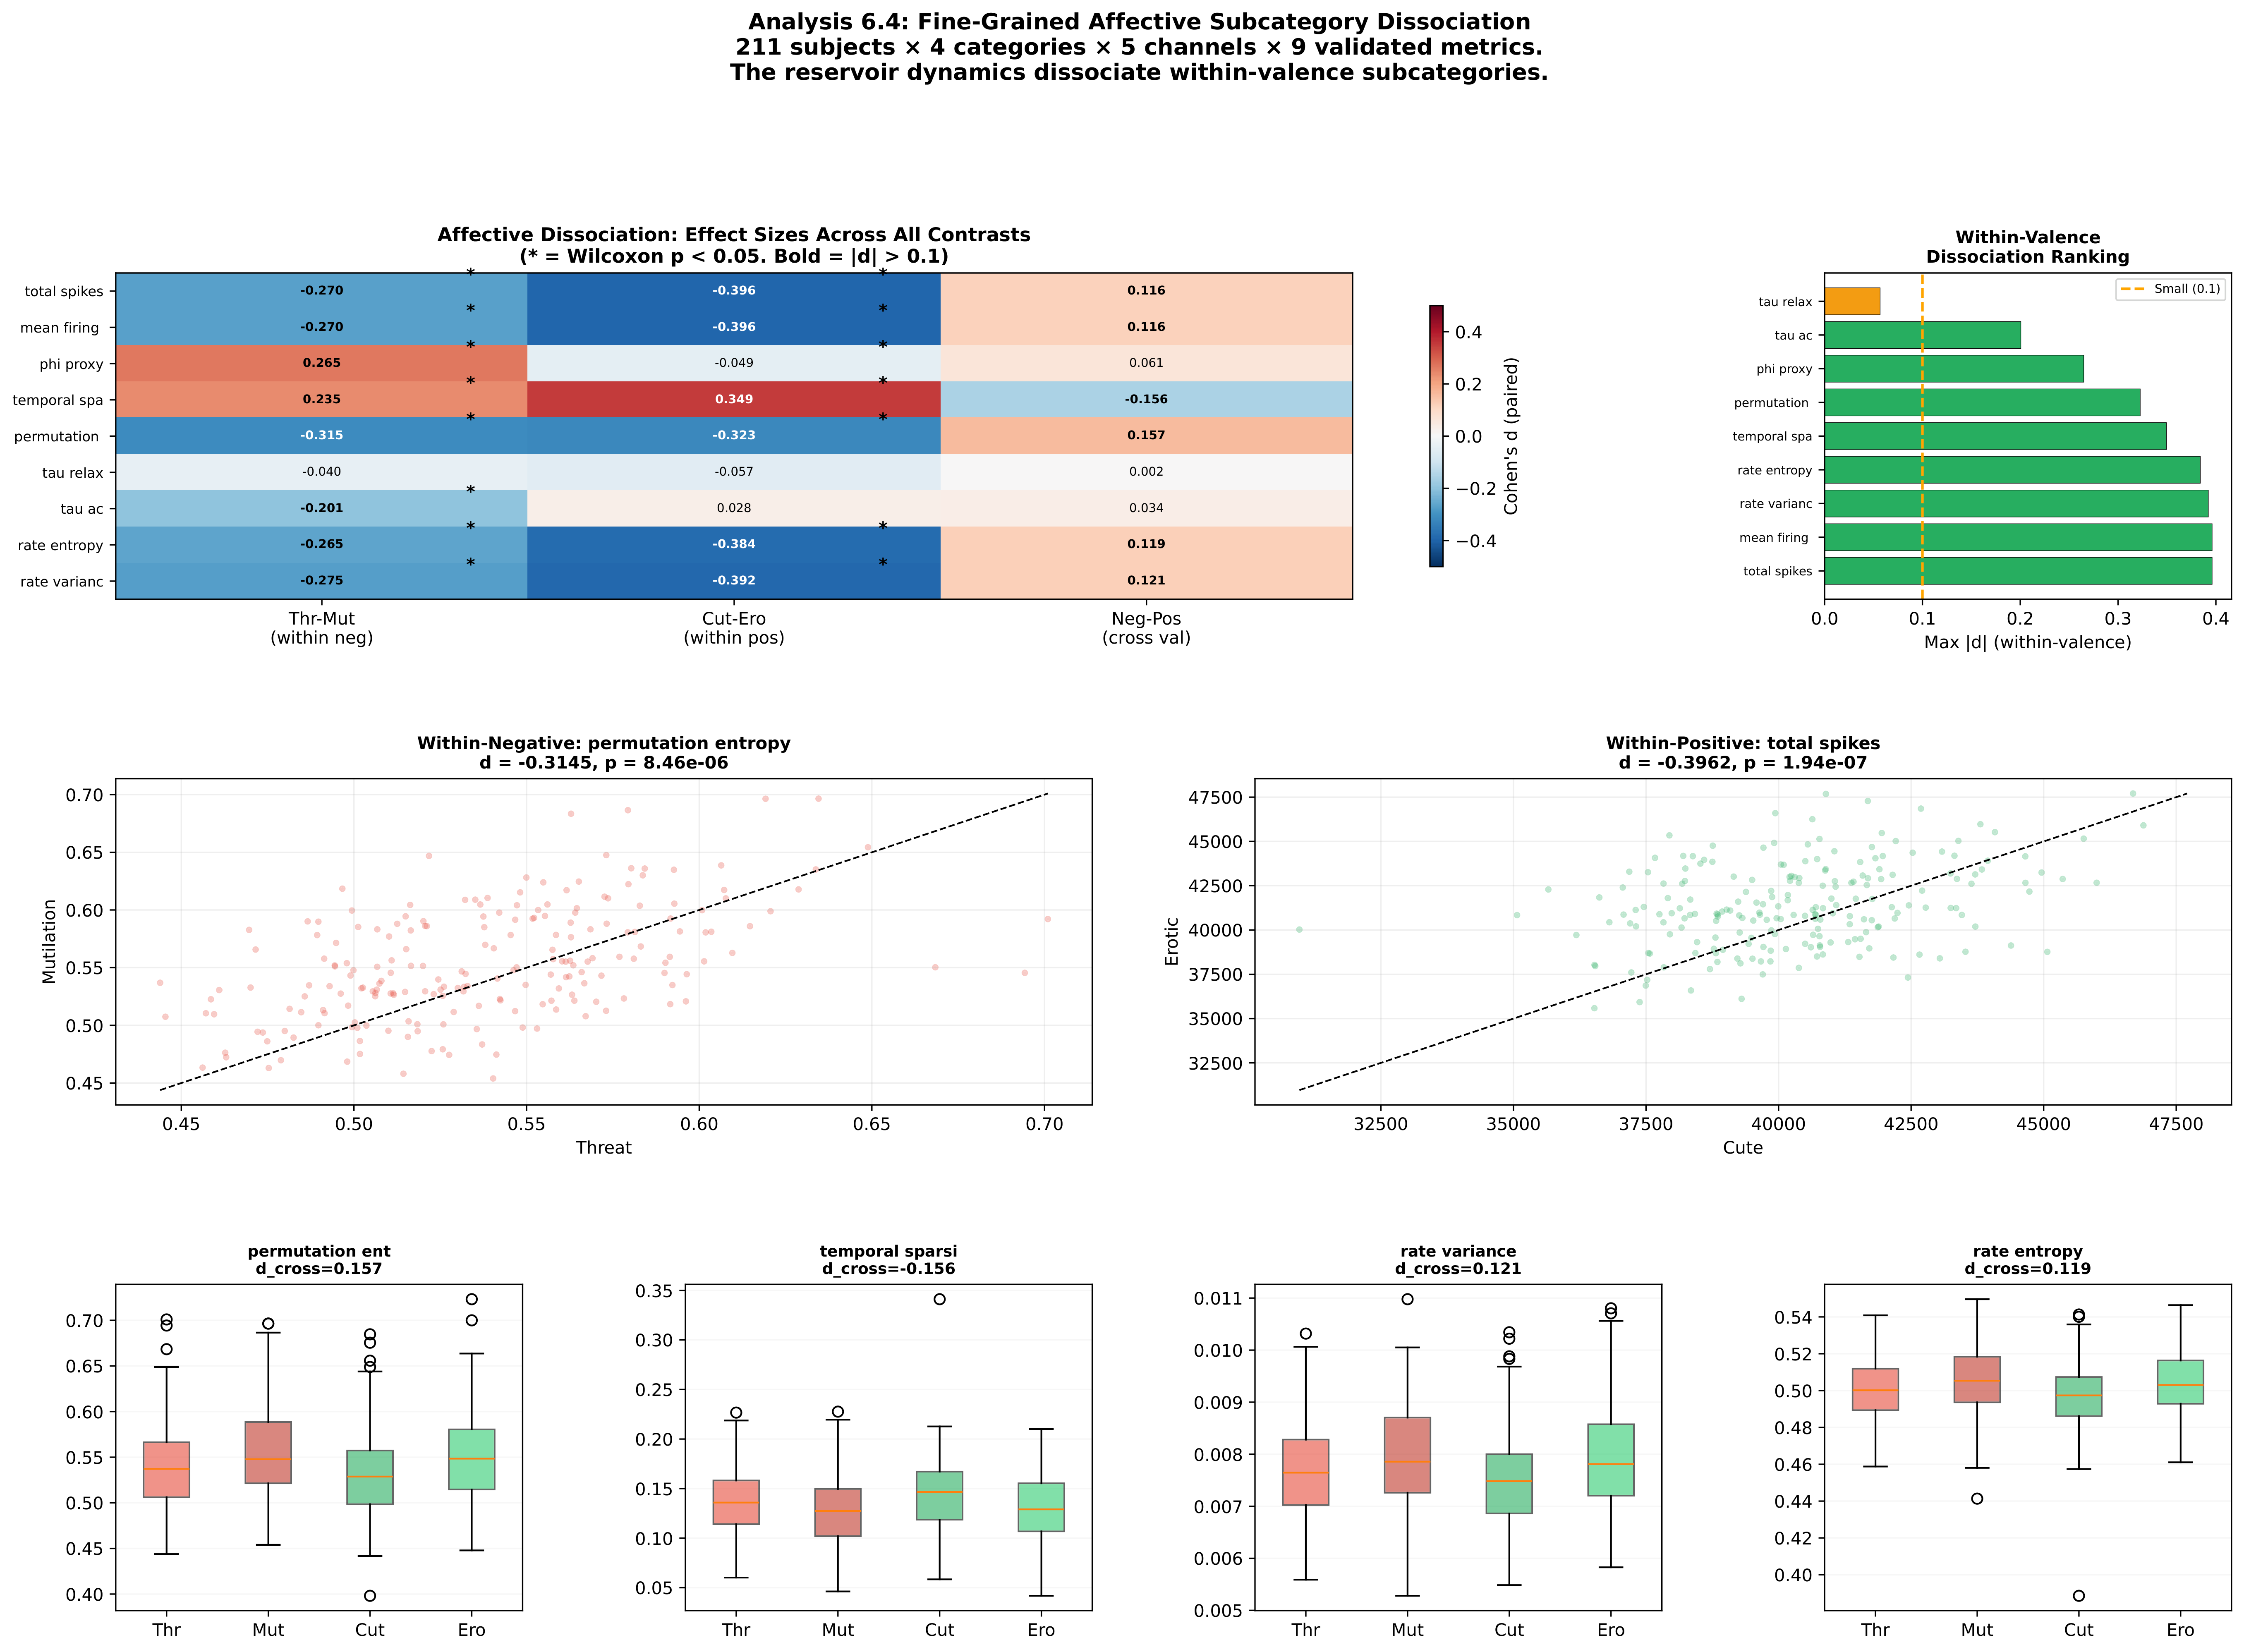 Analysis 6.4: Fine-Grained Affective Subcategory Dissociation
211 subjects × 4 categories × 5 channels × 9 validated metrics.
The reservoir dynamics dissociate within-valence subcategories.
Affective Dissociation: Effect Sizes Across All Contrasts
(* = Wilcoxon p < 0.05. Bold = |d| > 0.1)
total spikes -0.270 * -0.396 * 0.116
mean firing -0.270 * -0.396 * 0.116
phi proxy 0.265 * -0.049 * 0.061
temporal spa 0.235 * 0.349 * -0.156
permutation -0.315 * -0.323 * 0.157
tau relax -0.040 -0.057 0.002
tau ac -0.201 * 0.028 0.034
rate entropy -0.265 * -0.384 * 0.119
rate varianc -0.275 * -0.392 * 0.121
Thr-Mut Cut-Ero Neg-Pos
(within neg) (within pos) (cross val)
0.4
0.2
0.0
−0.2
−0.4
Cohen's d (paired)
Within-Valence
Dissociation Ranking
Small (0.1)
tau relax
tau ac
phi proxy
permutation
temporal spa
rate entropy
rate varianc
mean firing
total spikes
0.0 0.1 0.2 0.3 0.4
Max |d| (within-valence)
Within-Negative: permutation entropy
d = -0.3145, p = 8.46e-06
Mutilation
0.70
0.65
0.60
0.55
0.50
0.45
0.45 0.50 0.55 0.60 0.65 0.70
Threat
Within-Positive: total spikes
d = -0.3962, p = 1.94e-07
Erotic
47500
45000
42500
40000
37500
35000
32500
32500 35000 37500 40000 42500 45000 47500
Cute
permutation ent
d_cross=0.157
0.70
0.65
0.60
0.55
0.50
0.45
0.40
Thr Mut Cut Ero
temporal sparsi
d_cross=-0.156
0.35
0.30
0.25
0.20
0.15
0.10
0.05
Thr Mut Cut Ero
rate variance
d_cross=0.121
0.011
0.010
0.009
0.008
0.007
0.006
0.005
Thr Mut Cut Ero
rate entropy
d_cross=0.119
0.54
0.52
0.50
0.48
0.46
0.44
0.42
0.40
Thr Mut Cut Ero